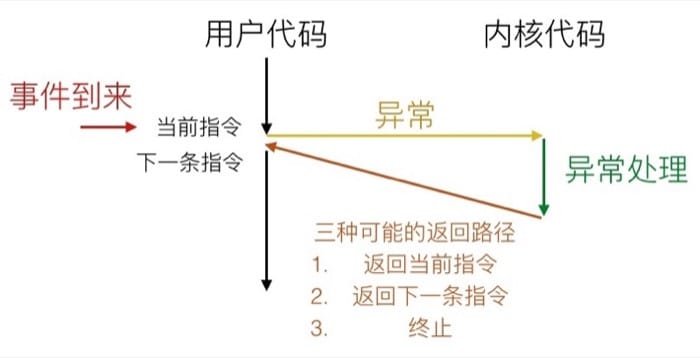 用户代码
内核代码
事件到来
当前指令
异常
下一条指令
异常处理
三种可能的返回路径
1. 返回当前指令
2. 返回下一条指令
3. 终止